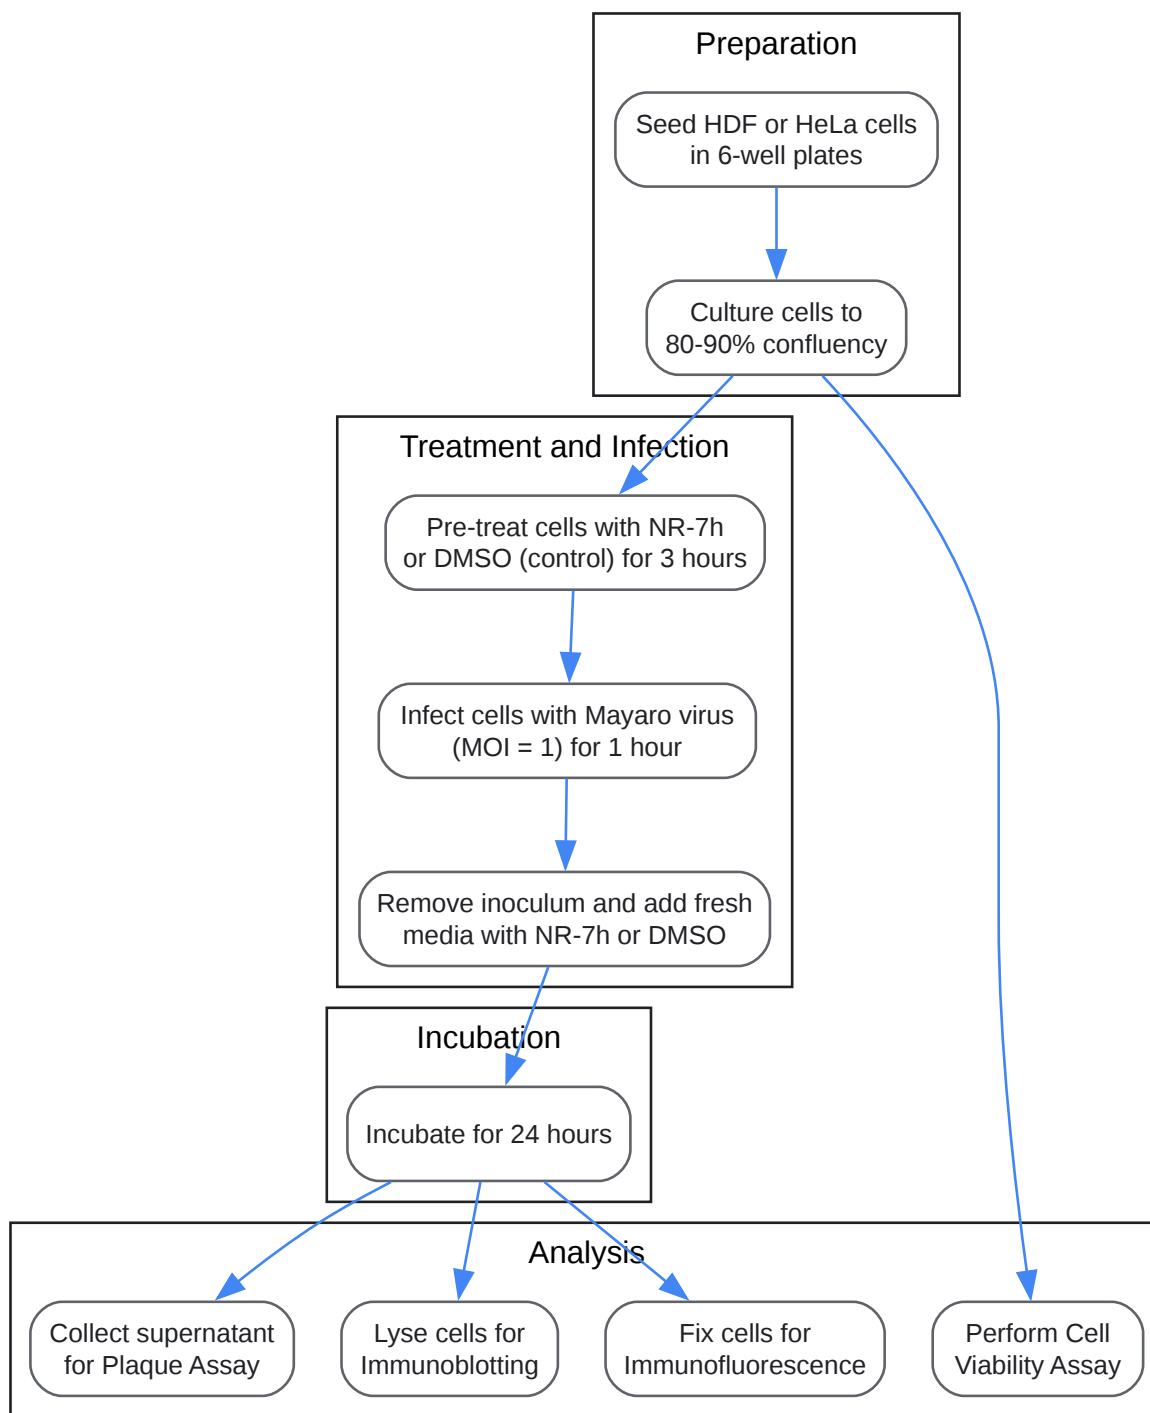 Preparation
Seed HDF or HeLa cells
in 6-well plates
Culture cells to
80-90% confluency
Treatment and Infection
Pre-treat cells with NR-7h
or DMSO (control) for 3 hours
Infect cells with Mayaro virus
(MOI = 1) for 1 hour
Remove inoculum and add fresh
media with NR-7h or DMSO
Incubation
Incubate for 24 hours
Analysis
Collect supernatant
for Plaque Assay
Lyse cells for
Immunoblotting
Fix cells for
Immunofluorescence
Perform Cell
Viability Assay